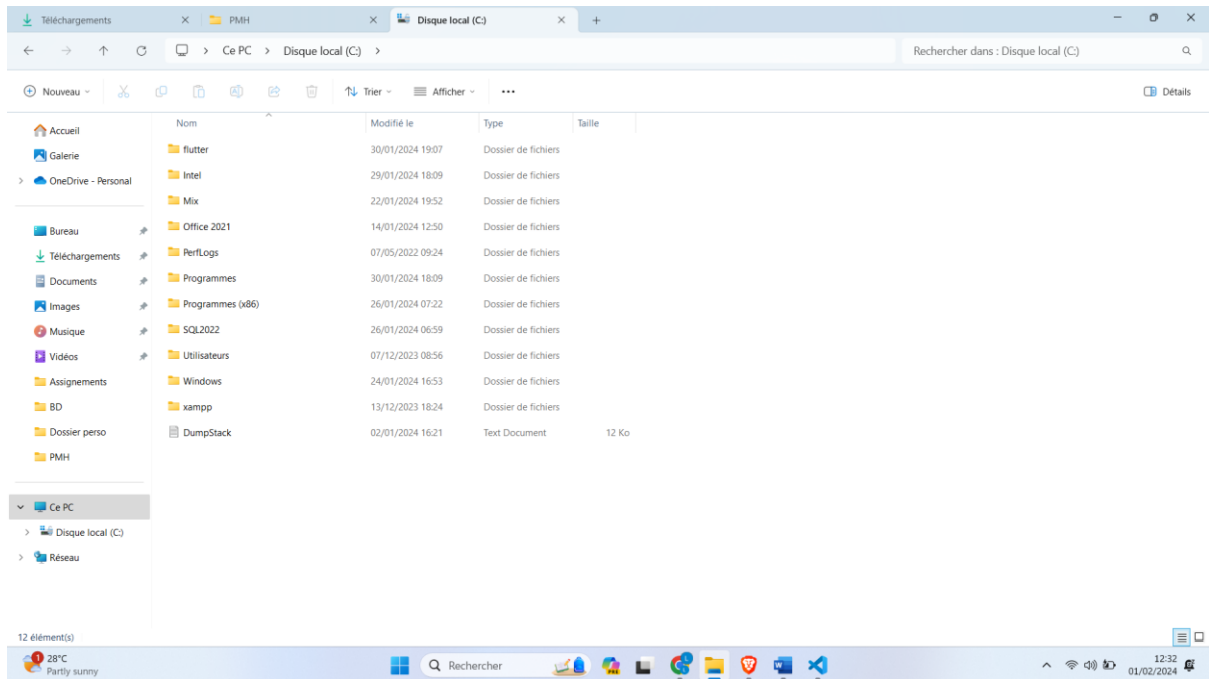 Téléchargements PMH Disque local (C:)
Ce PC Disque local (C:) Rechercher dans : Disque local (C:)
Nouveau Trier Afficher Détails
Nom Modifié le Type Taille
Accueil
Galerie
OneDrive - Personal
Bureau
Téléchargements
Documents
Images
Musique
Vidéos
Assignements
BD
Dossier perso
PMH
Ce PC
Disque local (C:)
Réseau
flutter 30/01/2024 19:07 Dossier de fichiers
Intel 29/01/2024 18:09 Dossier de fichiers
Mix 22/01/2024 19:52 Dossier de fichiers
Office 2021 14/01/2024 12:50 Dossier de fichiers
PerfLogs 07/05/2022 09:24 Dossier de fichiers
Programmes 30/01/2024 18:09 Dossier de fichiers
Programmes (x86) 26/01/2024 07:22 Dossier de fichiers
SQL2022 26/01/2024 06:59 Dossier de fichiers
Utilisateurs 07/12/2023 08:56 Dossier de fichiers
Windows 24/01/2024 16:53 Dossier de fichiers
xampp 13/12/2023 18:24 Dossier de fichiers
DumpStack 02/01/2024 16:21 Text Document 12 Ko
12 élément(s)
1 28°C
Partly sunny
Rechercher
12:32
01/02/2024